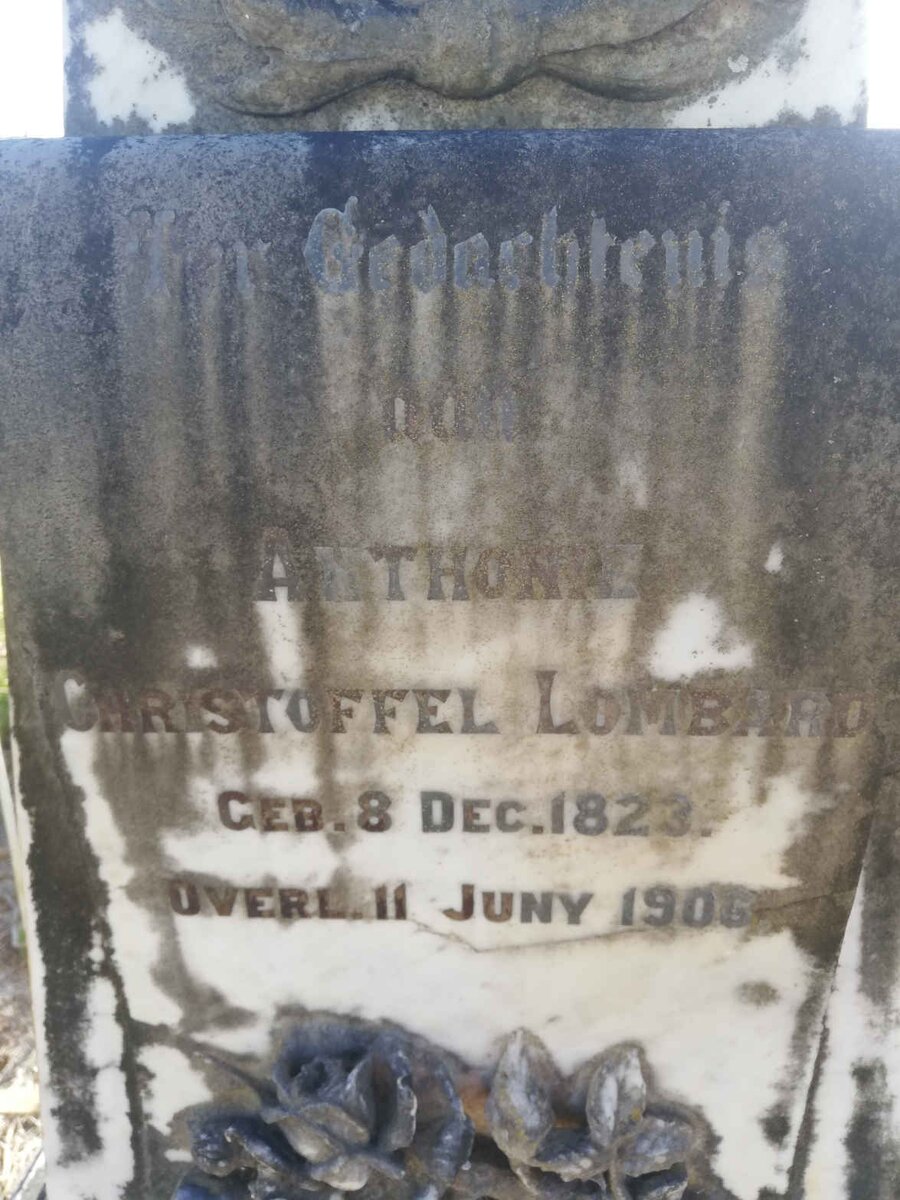 Ter Gedachtenis
van
ANTHONIE
CHRISTOFFEL LOMBARD
GEB. 8 DEC. 1823.
OVERL. 11 JUNY 1906